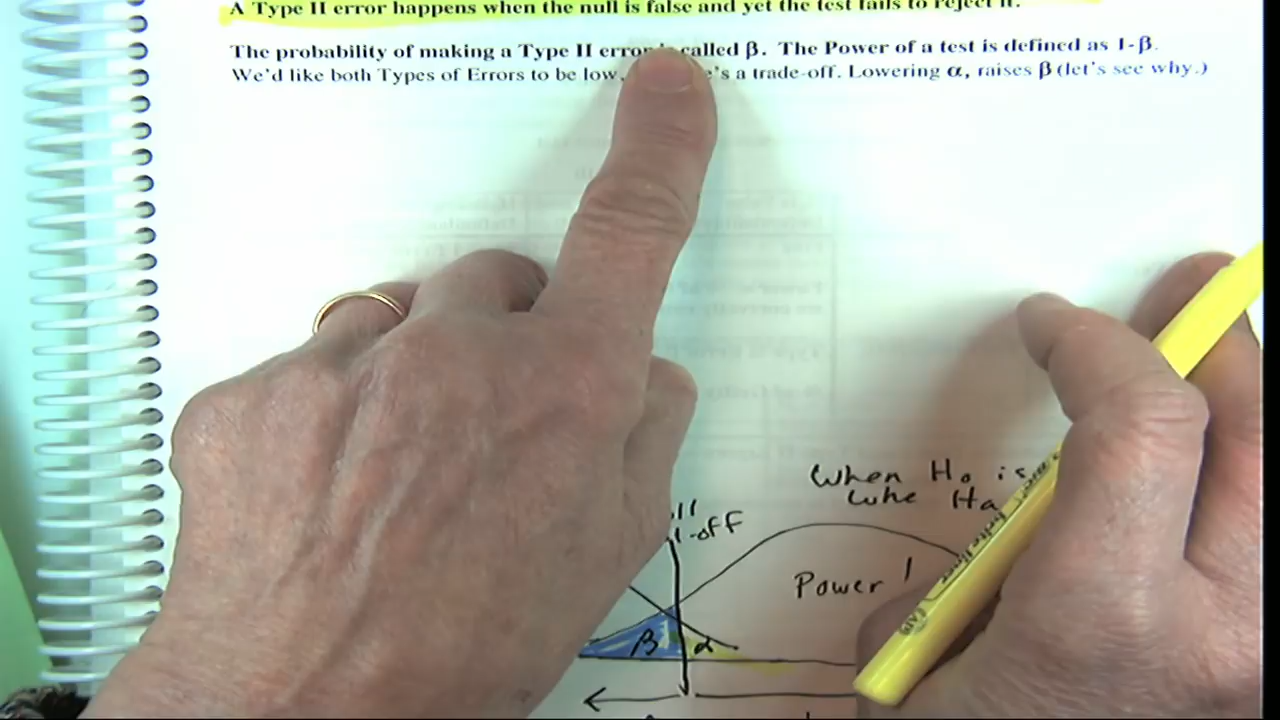 A Type II error happens when the null is false and yet the test fails to reject it.
The probability of making a Type II error is called β. The Power of a test is defined as 1-β.
We'd like both Types of Errors to be low, a trade-off. Lowering α, raises β (let's see why.)
When Ho is
Ha
-off
Power
β α